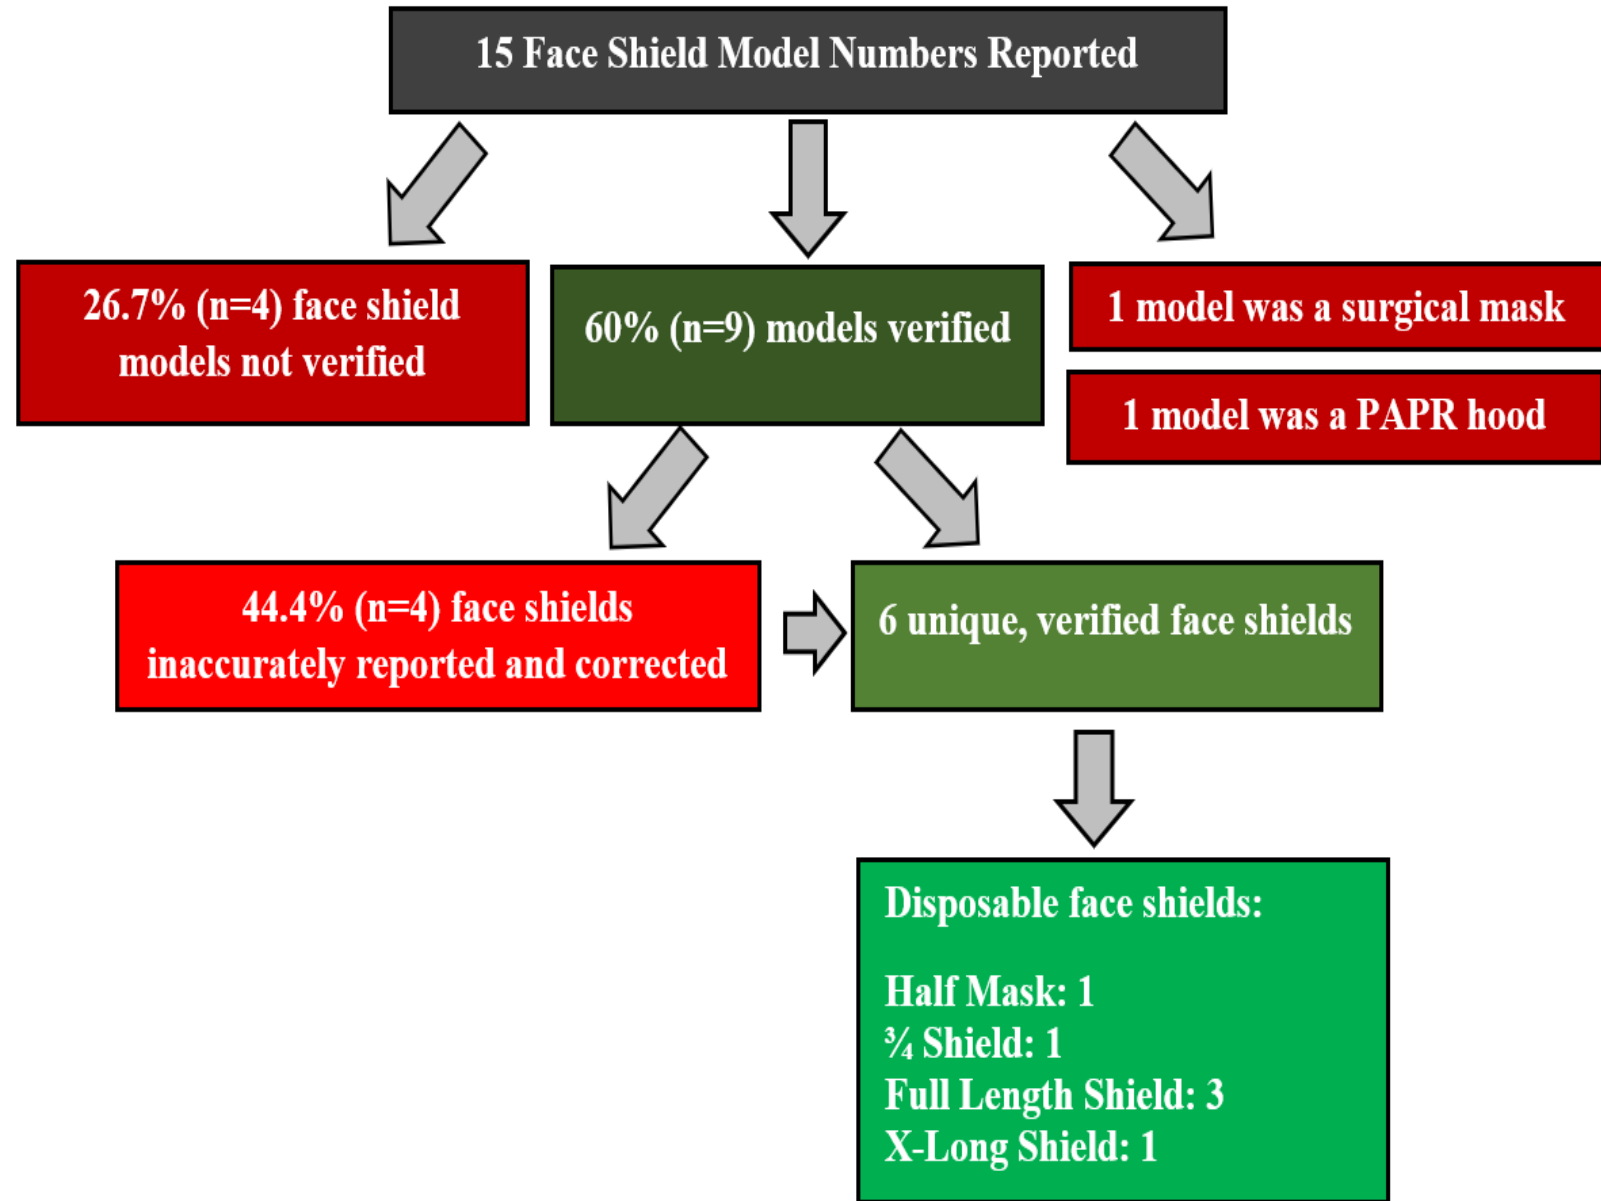 15 Face Shield Model Numbers Reported
26.7% (n=4) face shield
models not verified
60% (n=9) models verified
1 model was a surgical mask
1 model was a PAPR hood
44.4% (n=4) face shields
inaccurately reported and corrected
6 unique, verified face shields
Disposable face shields:
Half Mask: 1
¾ Shield: 1
Full Length Shield: 3
X-Long Shield: 1